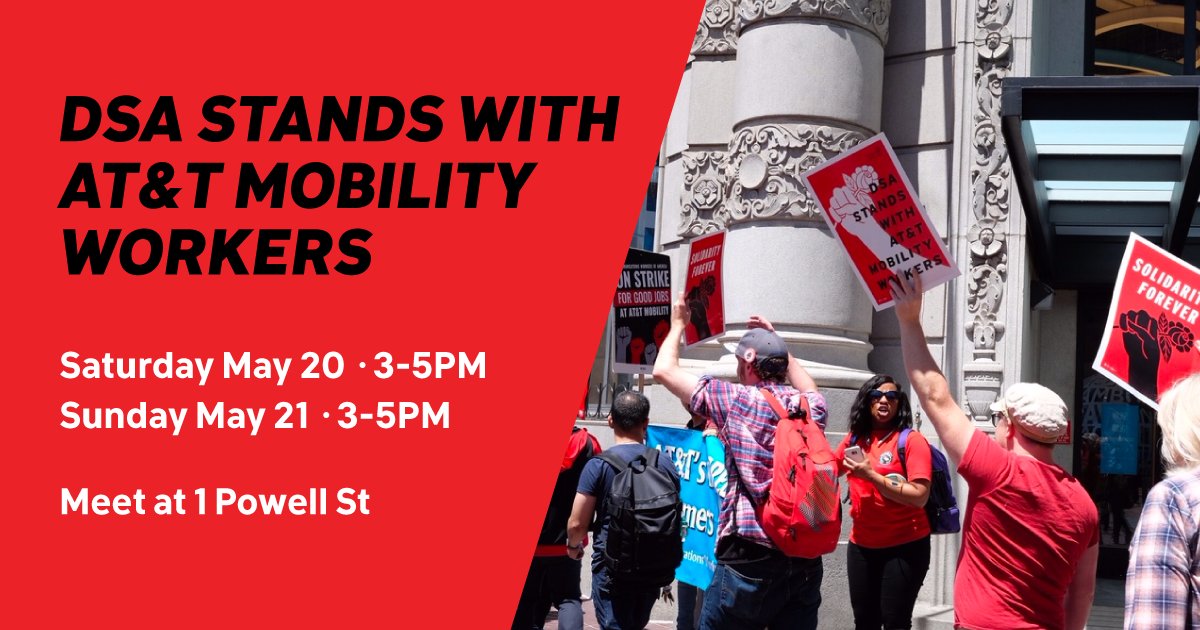 DSA STANDS WITH
AT&T MOBILITY
WORKERS
Saturday May 20 · 3-5PM
Sunday May 21 · 3-5PM
Meet at 1 Powell St
ON STRIKE
FOR GOOD JOBS
AT AT&T MOBILITY
SOLIDARITY
FOREVER
DSA
STANDS
WITH
AT&T
MOBILITY
WORKERS
SOLIDARITY
FOREVER
AT&T's